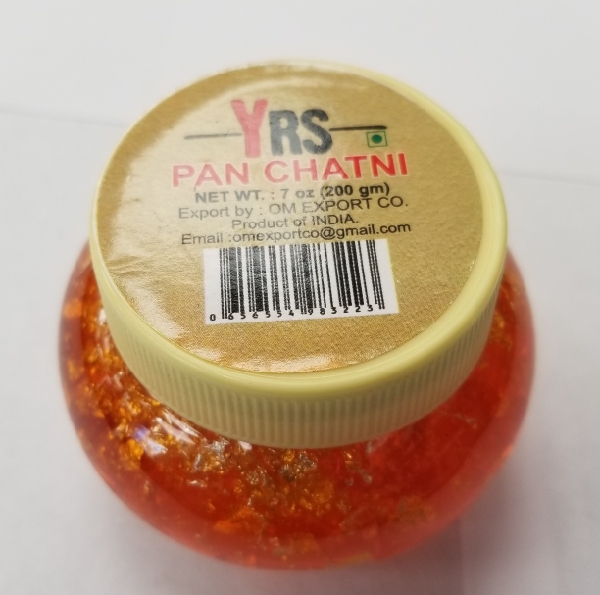 YRS
PAN CHATNI
NET WT. : 7 oz (200 gm)
Export by : OM EXPORT CO.
Product of INDIA.
Email :omexportco@gmail.com
0 656554 983223